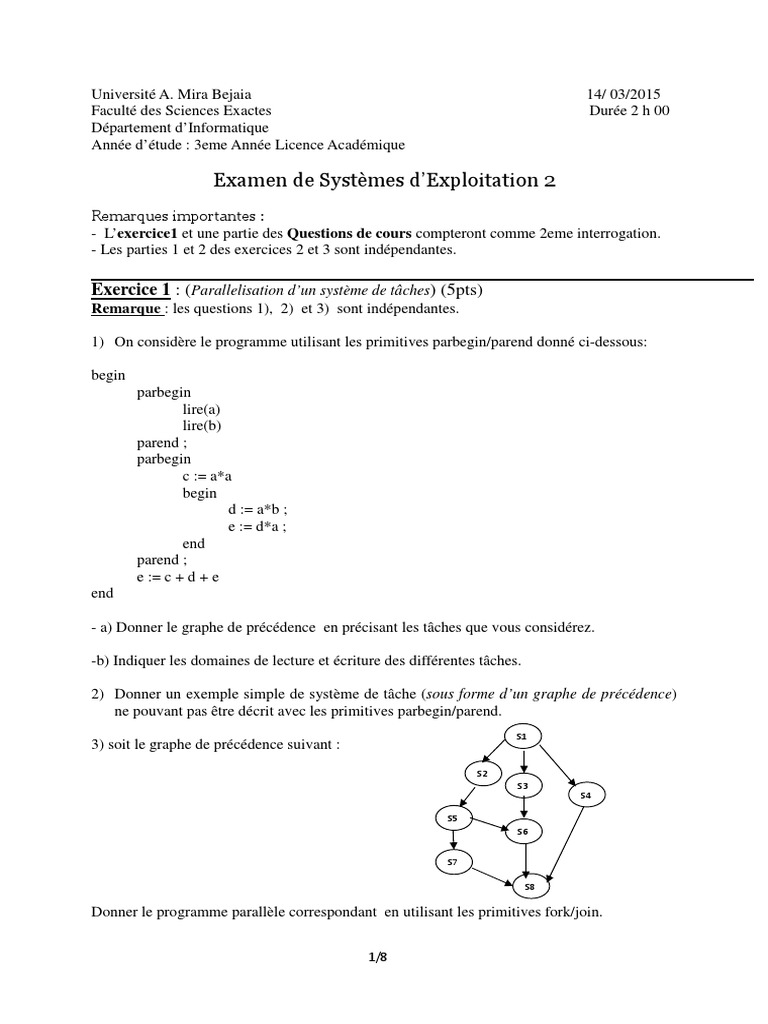 Université A. Mira Bejaia 14/ 03/2015
Faculté des Sciences Exactes Durée 2 h 00
Département d’Informatique
Année d’étude : 3eme Année Licence Académique
Examen de Systèmes d’Exploitation 2
Remarques importantes :
- L’exercice1 et une partie des Questions de cours compteront comme 2eme interrogation.
- Les parties 1 et 2 des exercices 2 et 3 sont indépendantes.
Exercice 1 : (Parallelisation d’un système de tâches) (5pts)
Remarque : les questions 1), 2) et 3) sont indépendantes.
1) On considère le programme utilisant les primitives parbegin/parend donné ci-dessous:
begin
parbegin
lire(a)
lire(b)
parend ;
parbegin
c := a*a
begin
d := a*b ;
e := d*a ;
end
parend ;
e := c + d + e
end
- a) Donner le graphe de précédence en précisant les tâches que vous considérez.
-b) Indiquer les domaines de lecture et écriture des différentes tâches.
2) Donner un exemple simple de système de tâche (sous forme d’un graphe de précédence)
ne pouvant pas être décrit avec les primitives parbegin/parend.
3) soit le graphe de précédence suivant :
S1
S2
S3
S4
S5
S6
S7
S8
Donner le programme parallèle correspondant en utilisant les primitives fork/join.
1/8